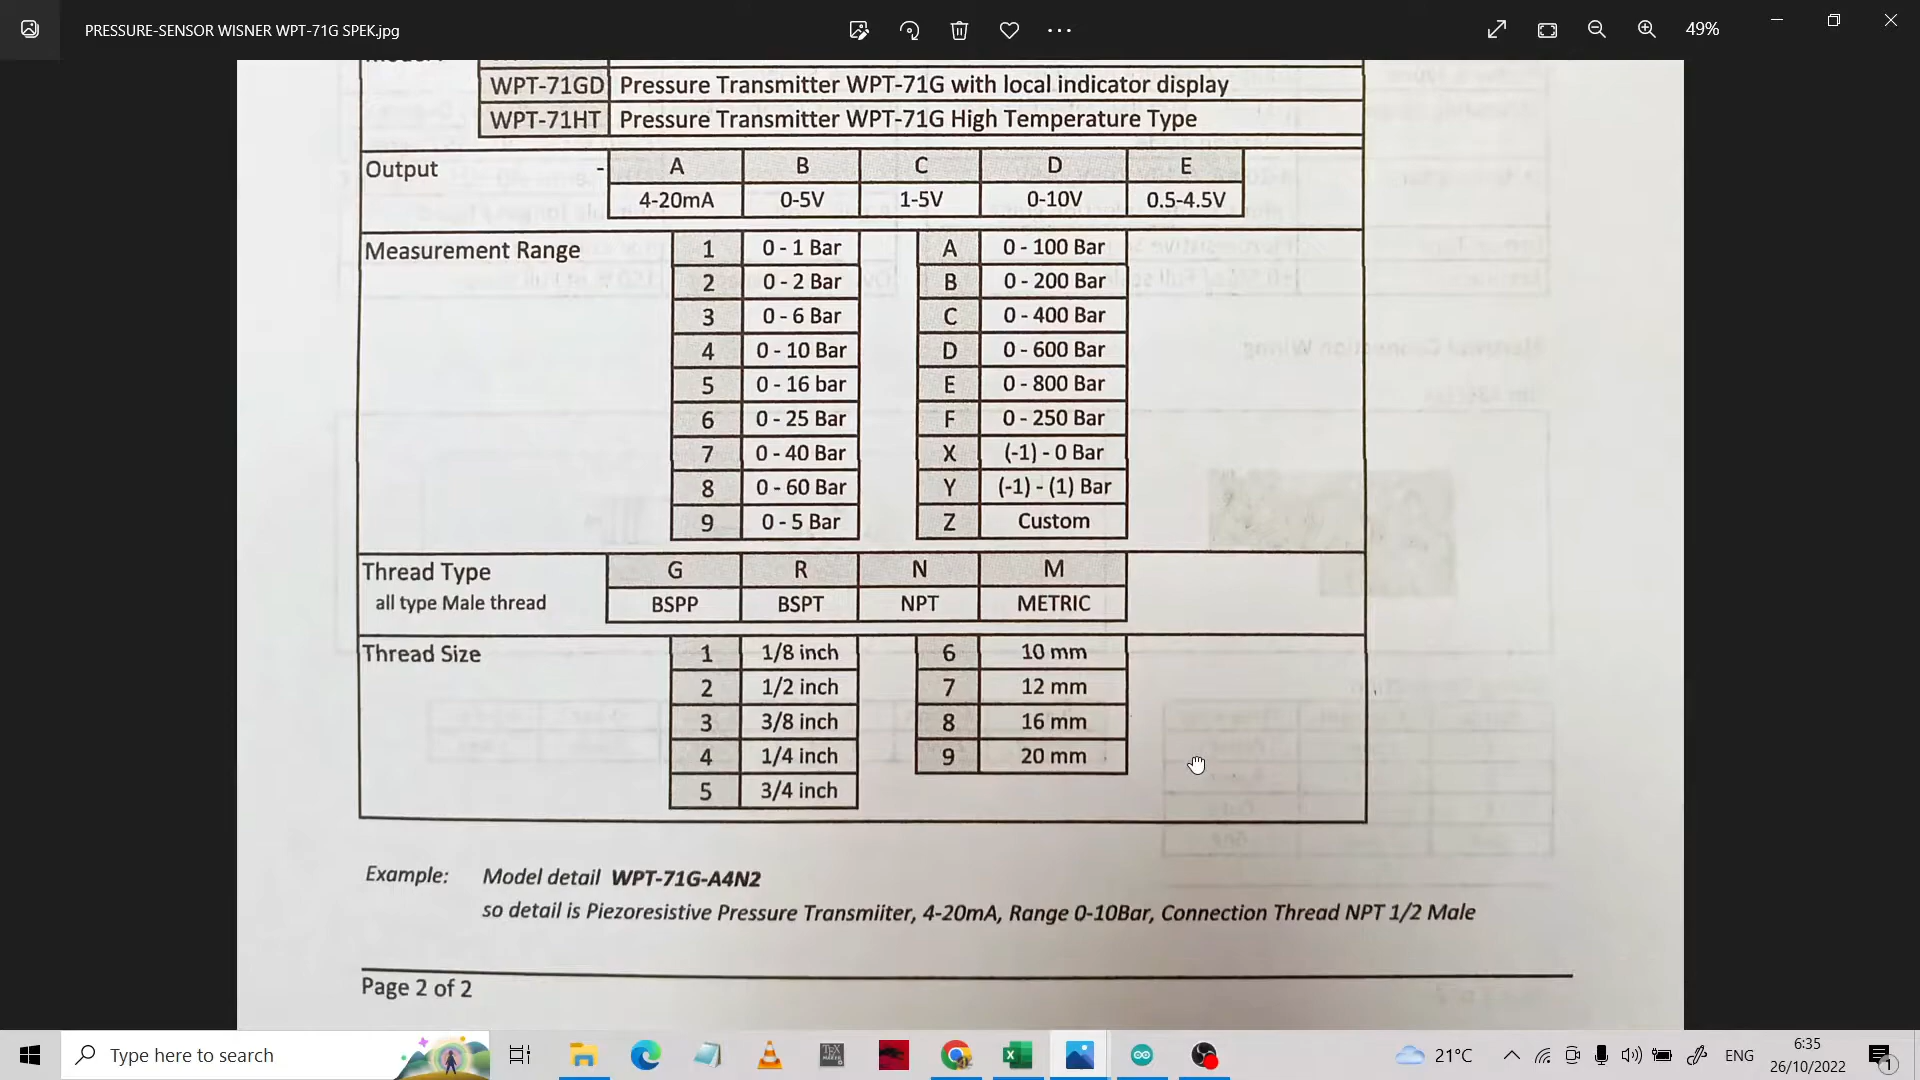 PRESSURE-SENSOR WISNER WPT-71G SPEK.jpg
49%
WPT-71GD Pressure Transmitter WPT-71G with local indicator display
WPT-71HT Pressure Transmitter WPT-71G High Temperature Type
Output - A B C D E
4-20mA 0-5V 1-5V 0-10V 0.5-4.5V
Measurement Range 1 0 - 1 Bar A 0 - 100 Bar
2 0 - 2 Bar B 0 - 200 Bar
3 0 - 6 Bar C 0 - 400 Bar
4 0 - 10 Bar D 0 - 600 Bar
5 0 - 16 bar E 0 - 800 Bar
6 0 - 25 Bar F 0 - 250 Bar
7 0 - 40 Bar X (-1) - 0 Bar
8 0 - 60 Bar Y (-1) - (1) Bar
9 0 - 5 Bar Z Custom
Thread Type G R N M
all type Male thread BSPP BSPT NPT METRIC
Thread Size 1 1/8 inch 6 10 mm
2 1/2 inch 7 12 mm
3 3/8 inch 8 16 mm
4 1/4 inch 9 20 mm
5 3/4 inch
Example: Model detail WPT-71G-A4N2
so detail is Piezoresistive Pressure Transmiiter, 4-20mA, Range 0-10Bar, Connection Thread NPT 1/2 Male
Page 2 of 2
Type here to search
TEX
MAKER
21°C
ENG
6:35
26/10/2022
1